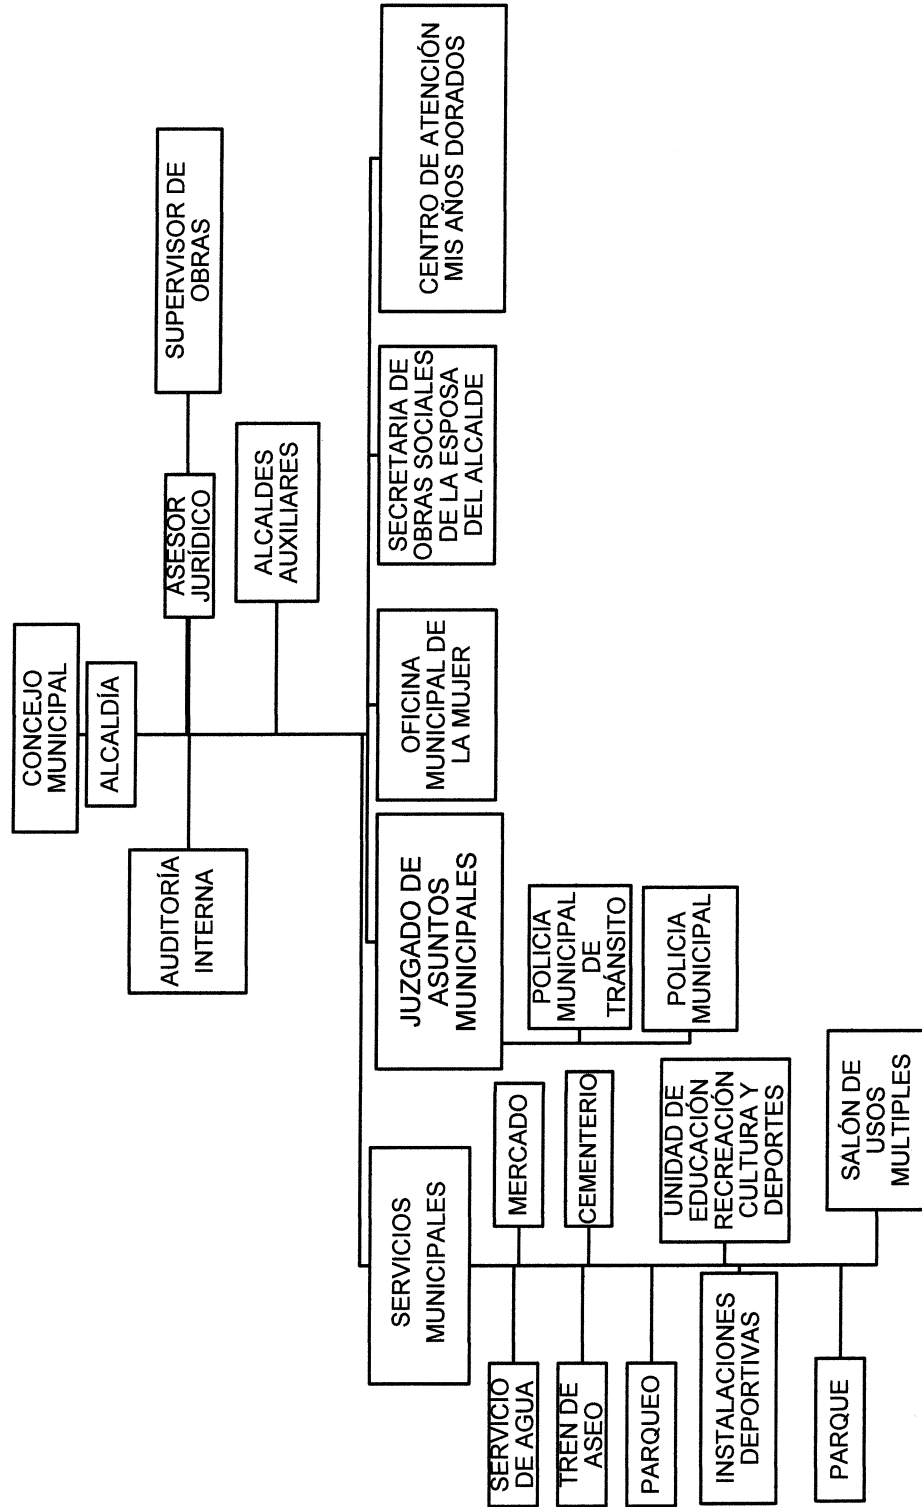 CONCEJO
MUNICIPAL
ALCALDÍA
AUDITORÍA
INTERNA
ASESOR
JURÍDICO
SUPERVISOR DE
OBRAS
ALCALDES
AUXILIARES
SERVICIOS
MUNICIPALES
JUZGADO DE
ASUNTOS
MUNICIPALES
OFICINA
MUNICIPAL DE
LA MUJER
SECRETARIA DE
OBRAS SOCIALES
DE LA ESPOSA
DEL ALCALDE
CENTRO DE ATENCIÓN
MIS AÑOS DORADOS
SERVICIO
DE AGUA
MERCADO
TREN DE
ASEO
CEMENTERIO
PARQUEO
UNIDAD DE
EDUCACIÓN
RECREACIÓN
CULTURA Y
DEPORTES
INSTALACIONES
DEPORTIVAS
PARQUE
SALÓN DE
USOS
MULTIPLES
POLICIA
MUNICIPAL
DE
TRÁNSITO
POLICIA
MUNICIPAL